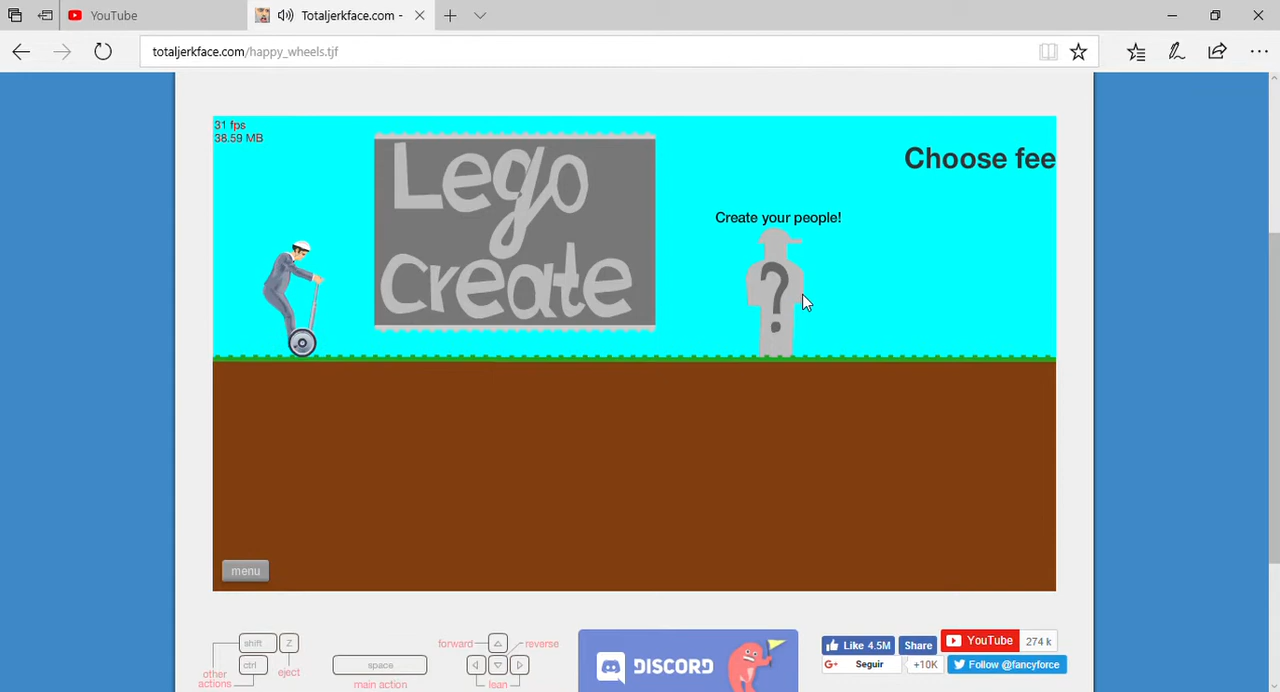 YouTube
Totaljerkface.com -
totaljerkface.com/happy_wheels.tjf
31 fps
38.59 MB
Lego
Create
Choose fee
Create your people!
?
menu
shift
Z
ctrl
eject
other
actions
space
main action
forward
reverse
lean
DISCORD
Like 4.5M
Share
YouTube
274 k
G+ Seguir
+10K
Follow @fancyforce